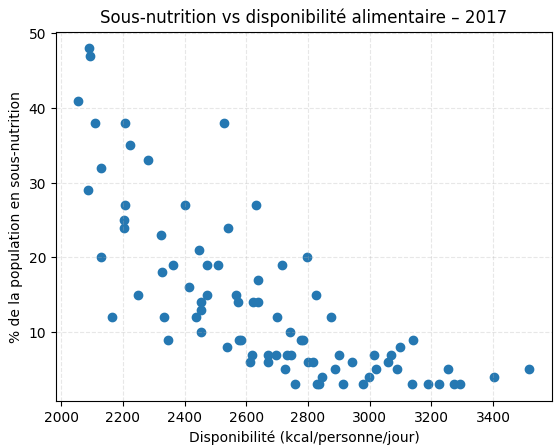 Sous-nutrition vs disponibilité alimentaire – 2017
50
40
30
20
10
% de la population en sous-nutrition
2000 2200 2400 2600 2800 3000 3200 3400
Disponibilité (kcal/personne/jour)